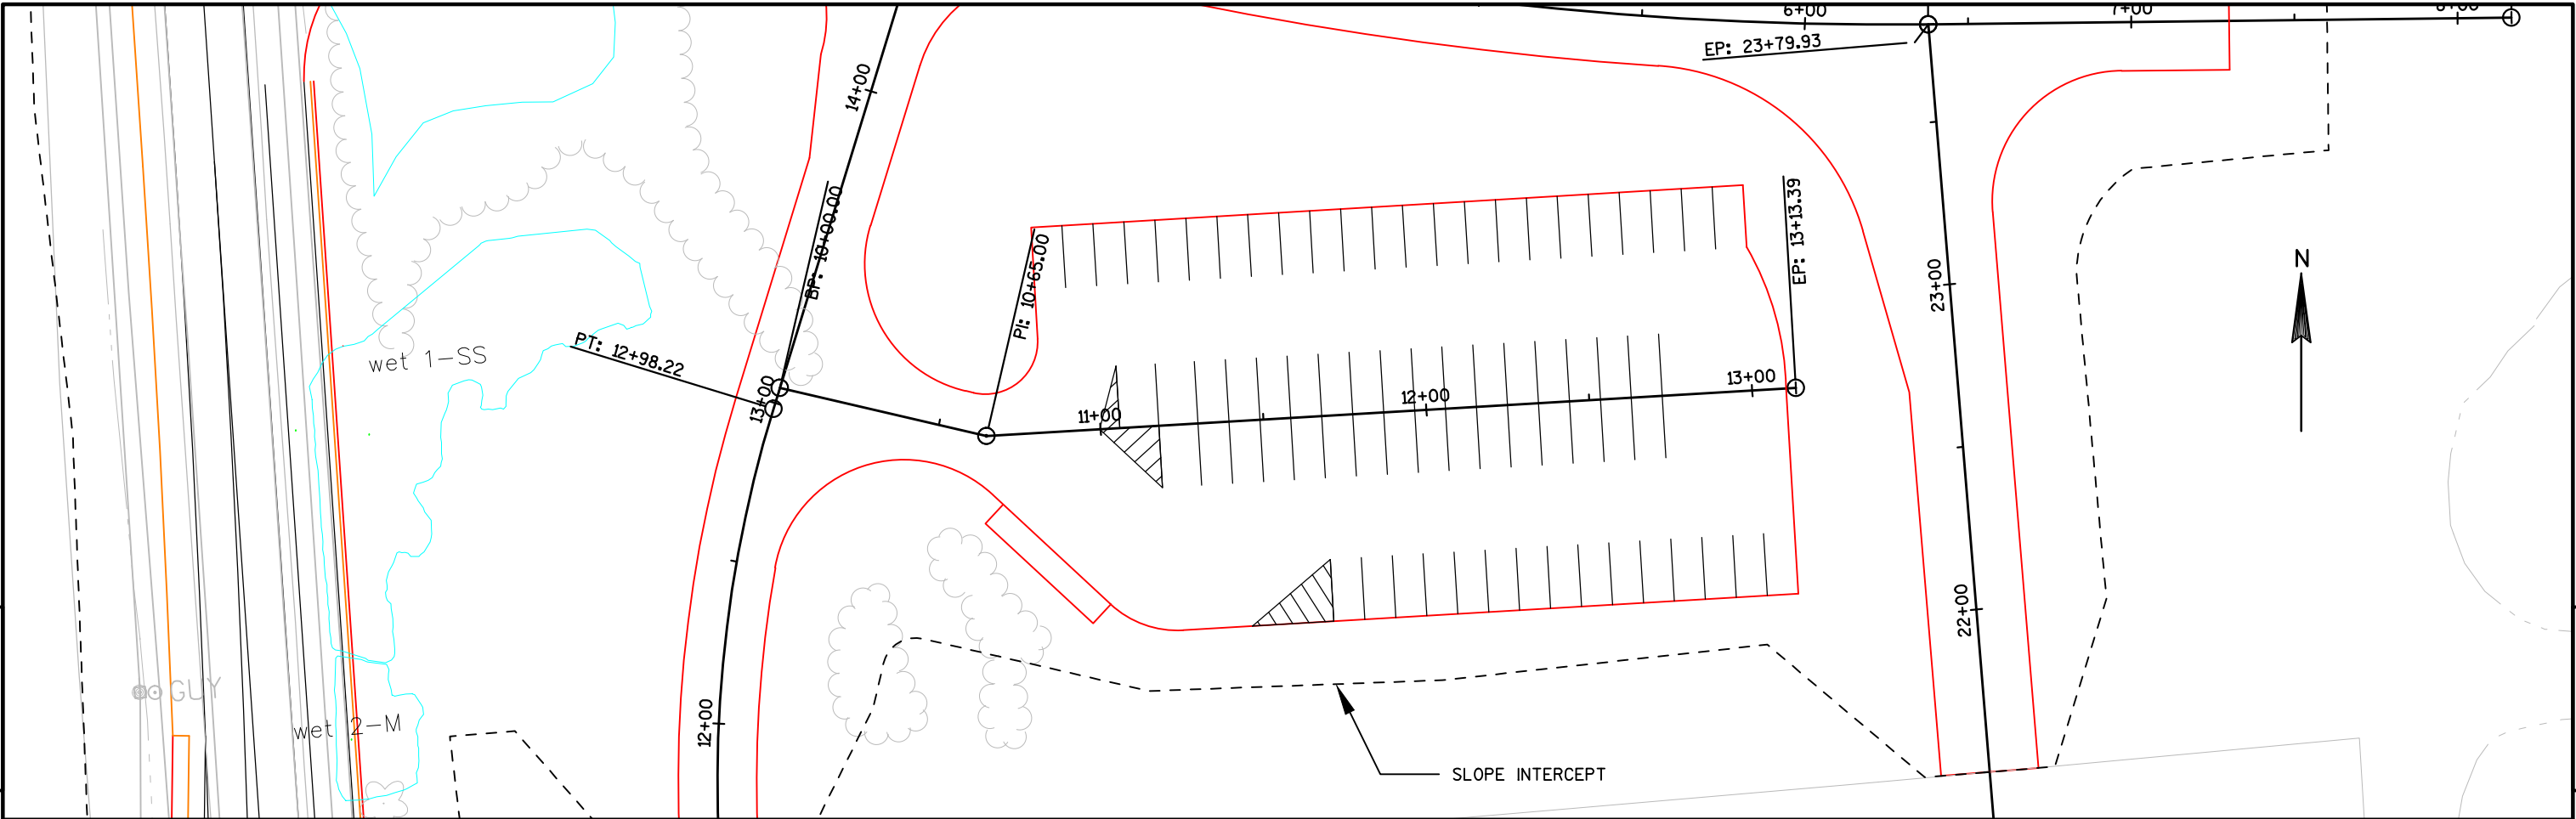 6+00
7+00
8+00
EP: 23+79.93
14+00
BP: 10+00.00
PI: 10+65.00
EP: 13+13.39
N
23+00
PT: 12+98.22
wet 1-SS
13+00
11+00
12+00
13+00
22+00
GUY
wet 2-M
12+00
SLOPE INTERCEPT